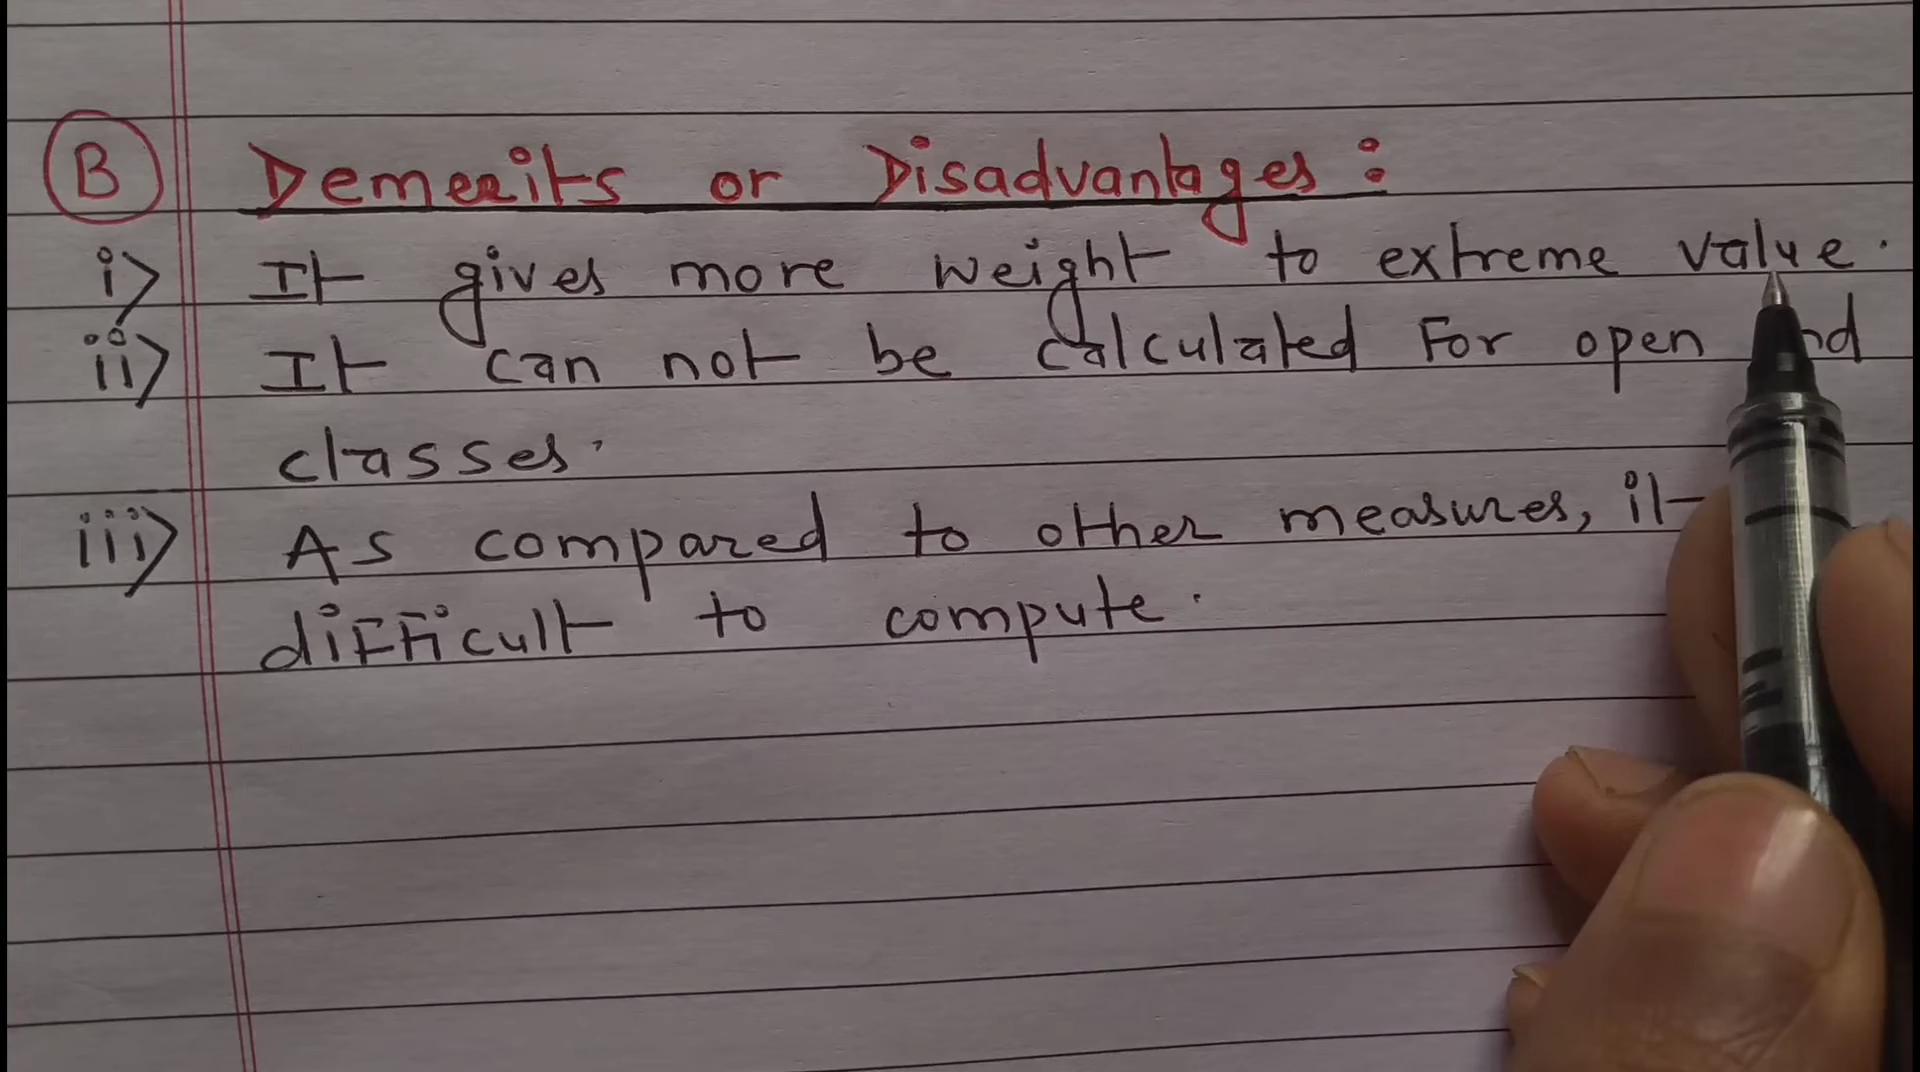 B Demerits or Disadvantages:
i) It gives more weight to extreme value.
ii) It can not be calculated for open nd
classes.
iii) As compared to other measures, it
difficult to compute.